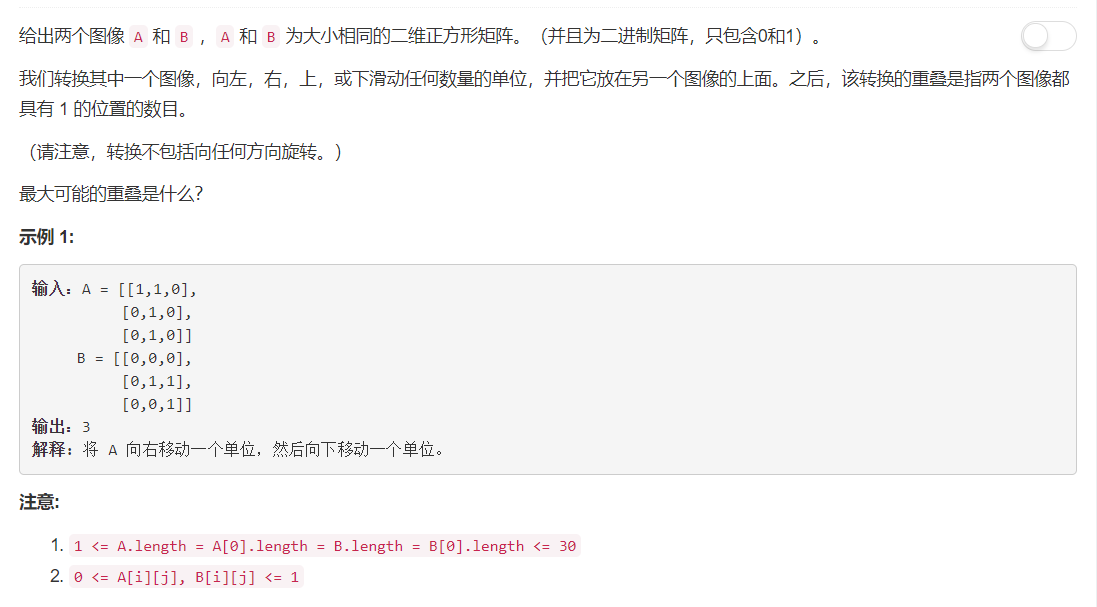 给出两个图像 A 和 B , A 和 B 为大小相同的二维正方形矩阵。(并且为二进制矩阵,只包含0和1)。
我们转换其中一个图像,向左,右,上,或下滑动任何数量的单位,并把它放在另一个图像的上面。之后,该转换的重叠是指两个图像都
具有 1 的位置的数目。
(请注意,转换不包括向任何方向旋转。)
最大可能的重叠是什么?
示例 1:
输入:A = [[1,1,0],
[0,1,0],
[0,1,0]]
B = [[0,0,0],
[0,1,1],
[0,0,1]]
输出:3
解释:将 A 向右移动一个单位,然后向下移动一个单位。
注意:
1. 1 <= A.length = A[0].length = B.length = B[0].length <= 30
2. 0 <= A[i][j], B[i][j] <= 1